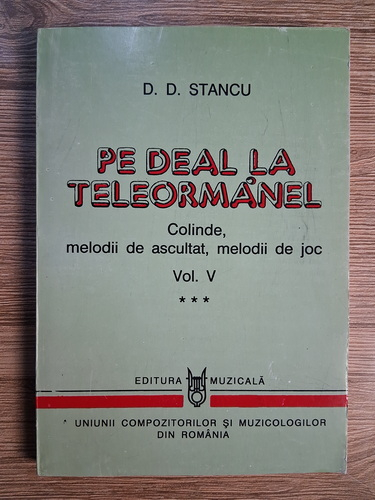 D. D. STANCU
PE DEAL LA
TELEORMĂNEL
Colinde,
melodii de ascultat, melodii de joc
Vol. V
***
EDITURA MUZICALĂ
UNIUNII COMPOZITORILOR ȘI MUZICOLOGILOR
DIN ROMÂNIA